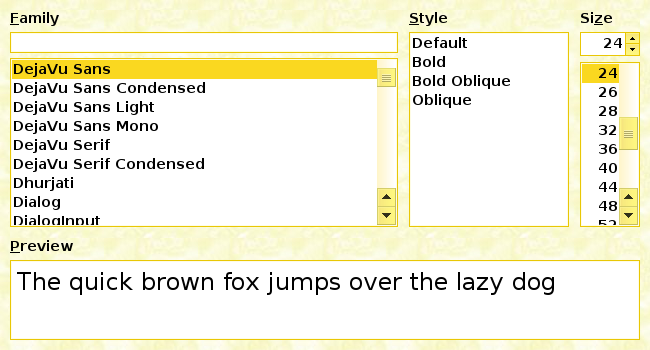 Family
DejaVu Sans
DejaVu Sans Condensed
DejaVu Sans Light
DejaVu Sans Mono
DejaVu Serif
DejaVu Serif Condensed
Dhurjati
Dialog
DialogInput
Style
Default
Bold
Bold Oblique
Oblique
Size
24
24
26
28
32
36
40
44
48
52
Preview
The quick brown fox jumps over the lazy dog